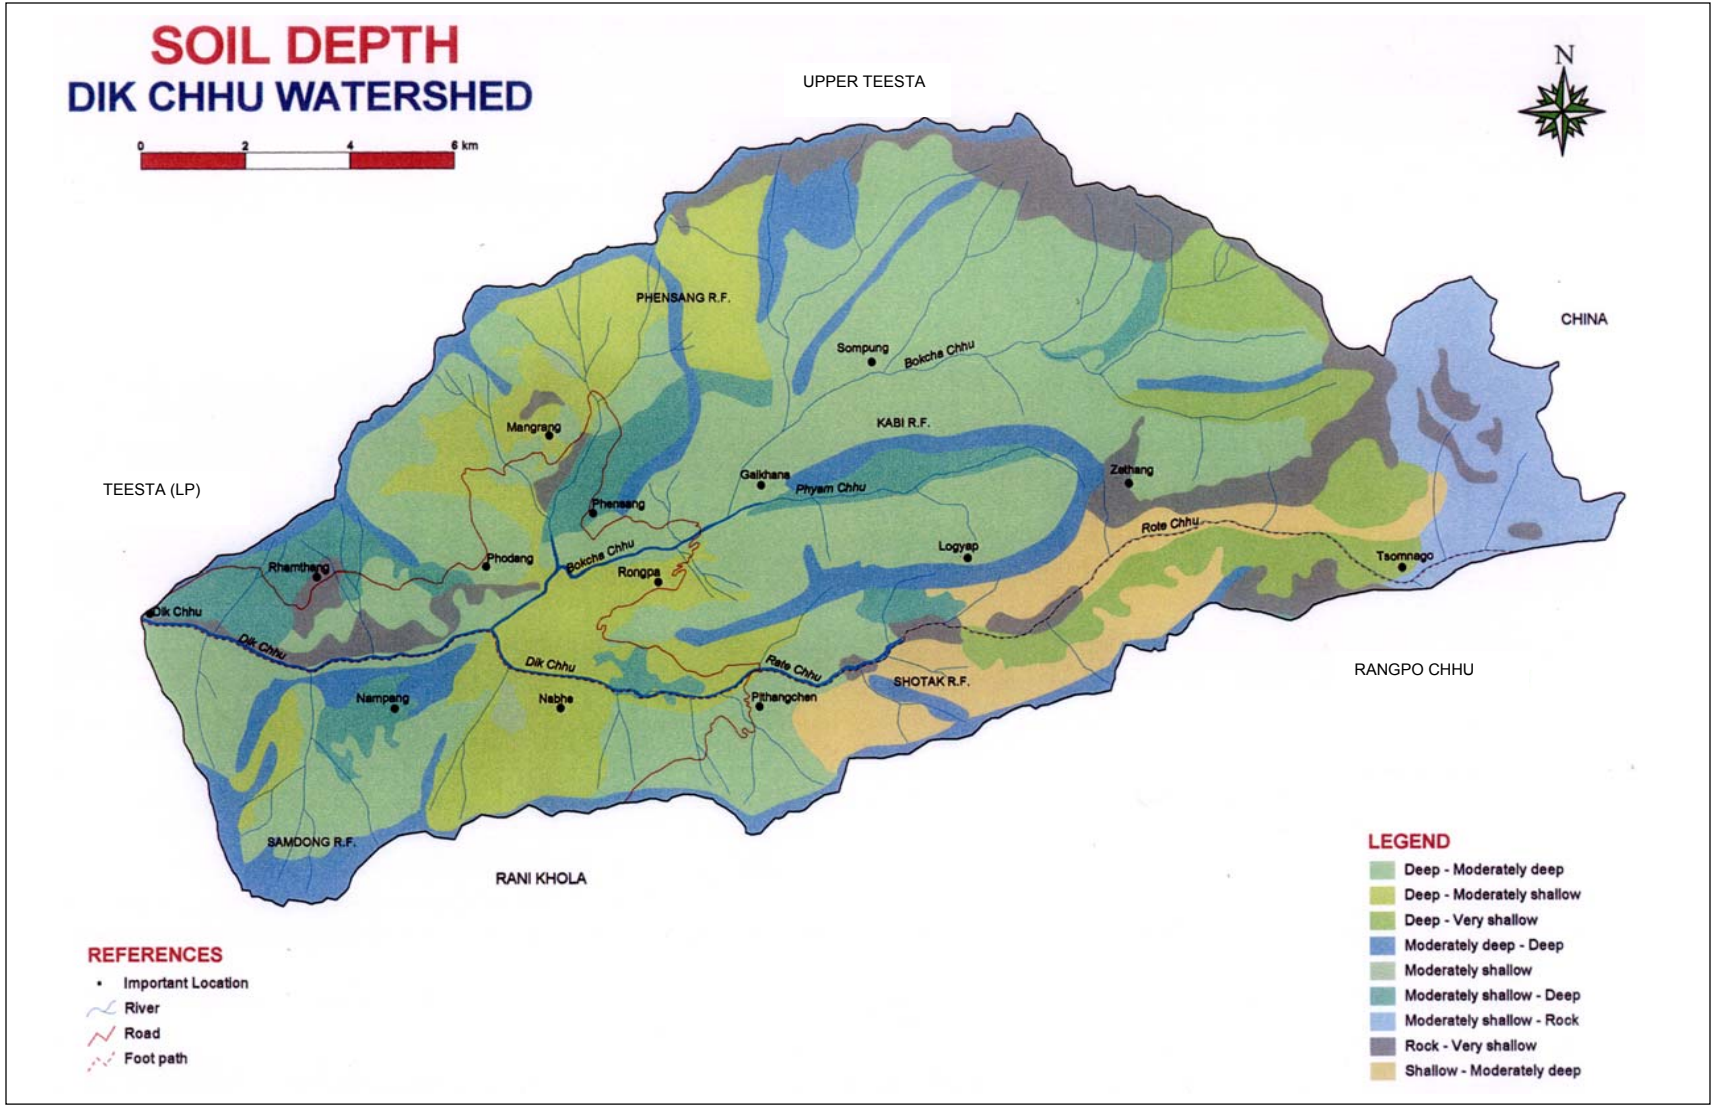 SOIL DEPTH
DIK CHHU WATERSHED
0 2 4 6 km
N
UPPER TEESTA
CHINA
PHENSANG R.F.
Sompung
Bokcha Chhu
Mangrang
KABI R.F.
Zethang
Gaikhana
TEESTA (LP)
Phyam Chhu
Phensang
Rote Chhu
Bokcha Chhu
Logyap
Tsomnago
Phodang
Rhamthang
Rongpa
Dik Chhu
Dik Chhu
Dik Chhu
Rate Chhu
RANGPO CHHU
SHOTAK R.F.
Nampang
Nabhe
Pithangchen
SAMDONG R.F.
RANI KHOLA
LEGEND
Deep - Moderately deep
Deep - Moderately shallow
Deep - Very shallow
Moderately deep - Deep
Moderately shallow
Moderately shallow - Deep
Moderately shallow - Rock
Rock - Very shallow
Shallow - Moderately deep
REFERENCES
Important Location
River
Road
Foot path